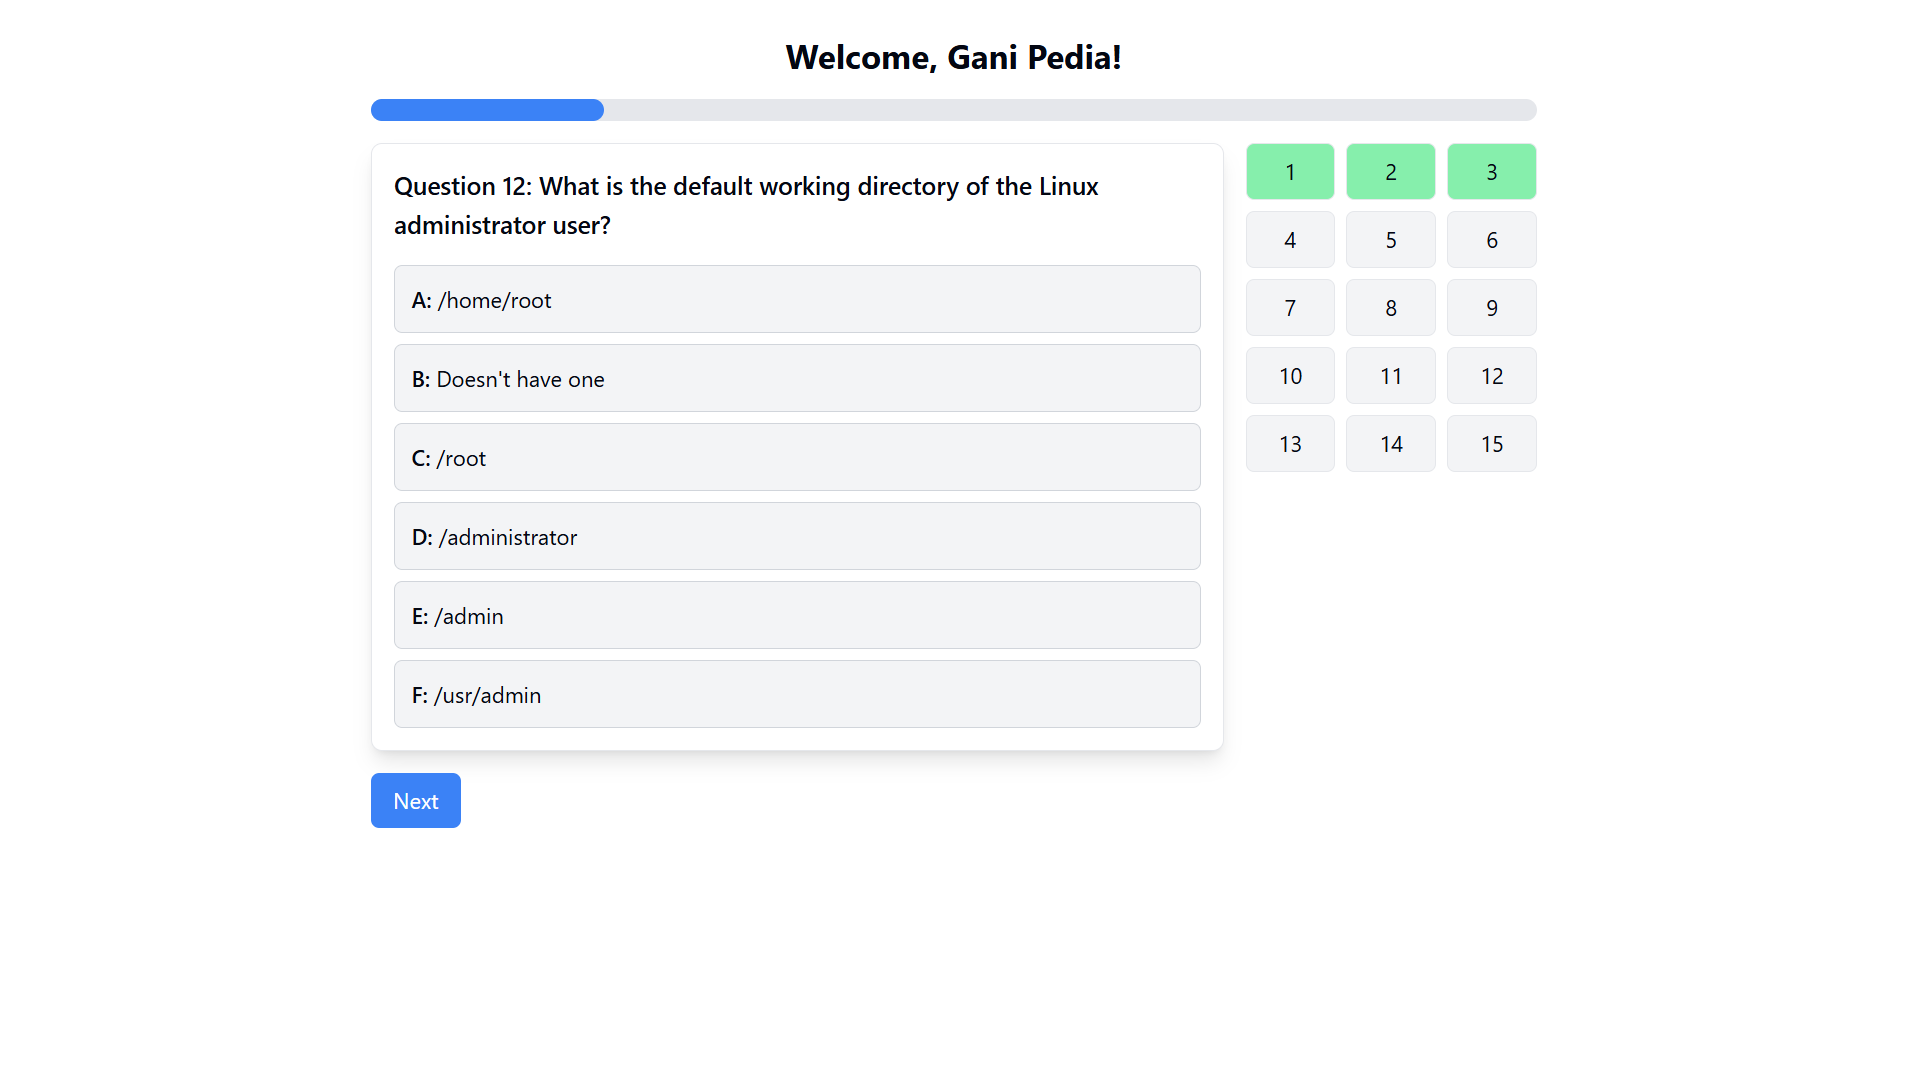 Welcome, Gani Pedia!
Question 12: What is the default working directory of the Linux
administrator user?
A: /home/root
B: Doesn't have one
C: /root
D: /administrator
E: /admin
F: /usr/admin
Next
1 2 3
4 5 6
7 8 9
10 11 12
13 14 15